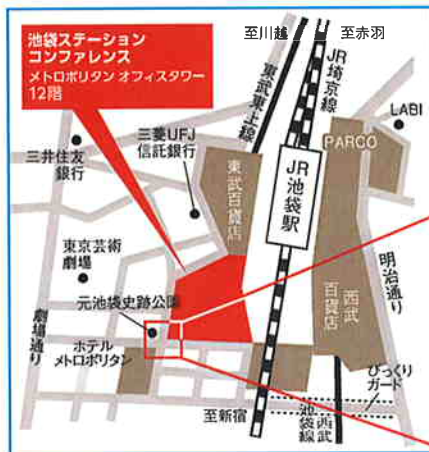 池袋ステーション
コンファレンス
メトロポリタン オフィスタワー
12階
至川越
至赤羽
東武東上線
JR埼京線
LABI
PARCO
三菱UFJ
信託銀行
三井住友
銀行
東武百貨店
JR池袋駅
東京芸術
劇場
西武
百貨店
明治通り
元池袋史跡公園
劇場通り
ホテル
メトロポリタン
びっくり
ガード
至新宿
西武
池袋線